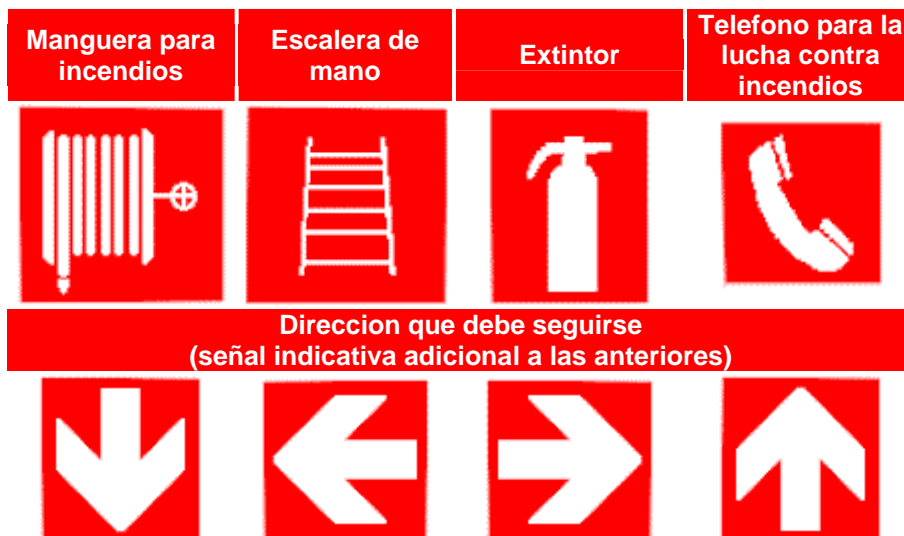 Manguera para
incendios
Escalera de
mano
Extintor
Telefono para la
lucha contra
incendios
Direccion que debe seguirse
(señal indicativa adicional a las anteriores)